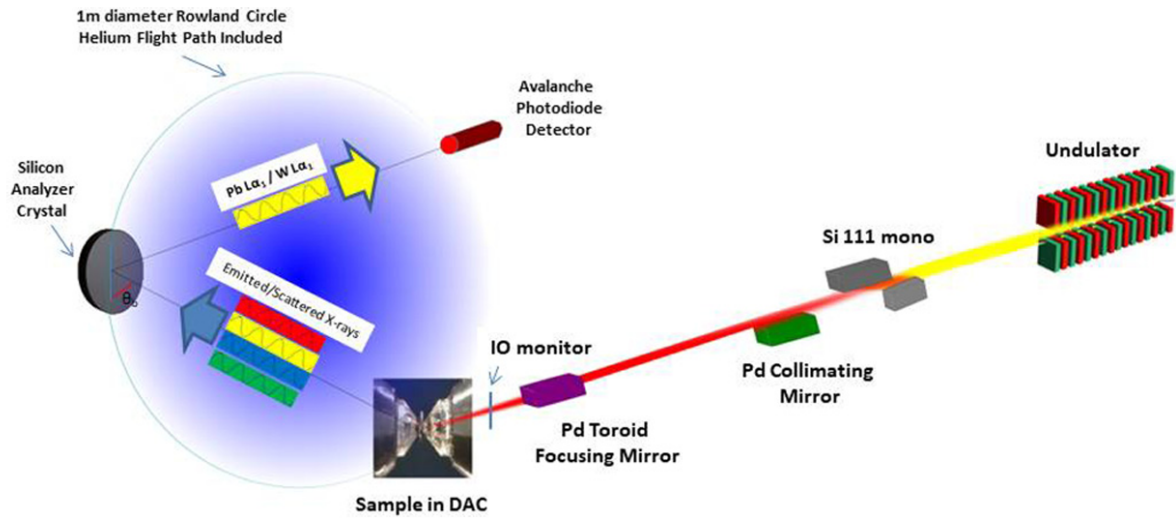 1m diameter Rowland Circle
Helium Flight Path Included
Avalanche
Photodiode
Detector
Silicon
Analyzer
Crystal
Pb Lα₁ / W Lα₁
Undulator
Si 111 mono
Emitted/Scattered X-rays
θ_b
IO monitor
Pd Collimating
Mirror
Pd Toroid
Focusing Mirror
Sample in DAC